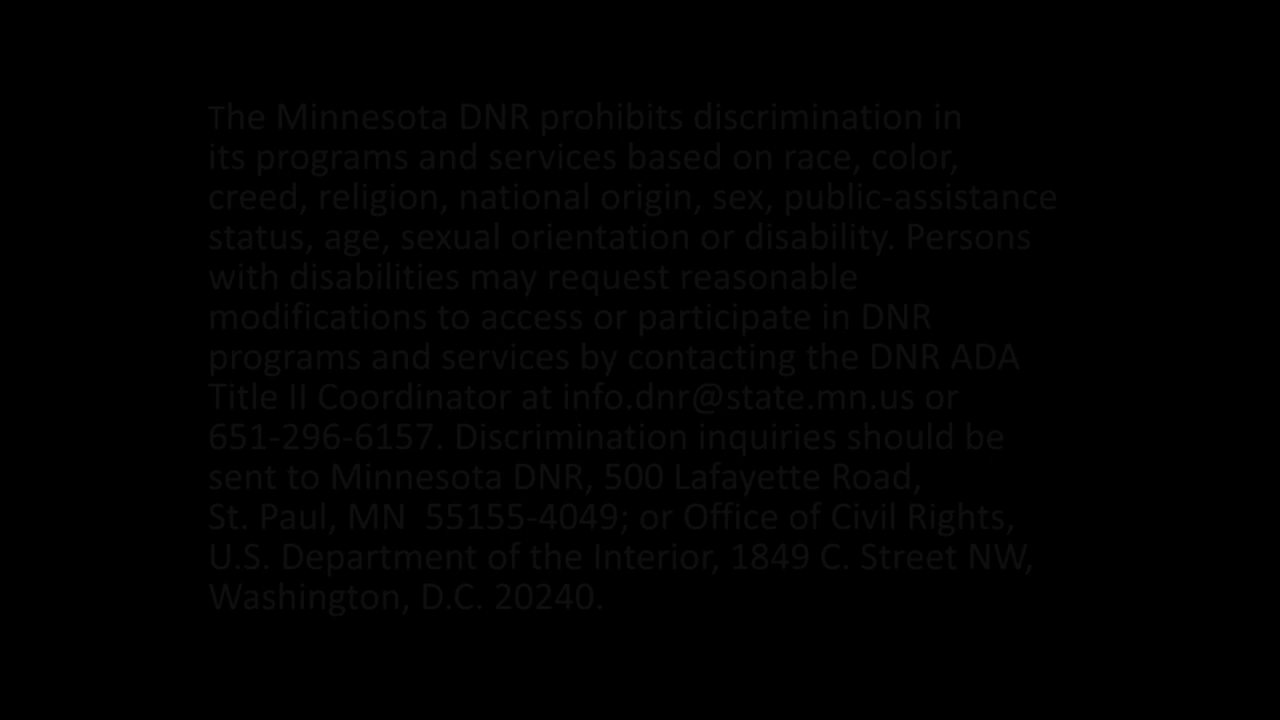 The Minnesota DNR prohibits discrimination in
its programs and services based on race, color,
creed, religion, national origin, sex, public-assistance
status, age, sexual orientation or disability. Persons
with disabilities may request reasonable
modifications to access or participate in DNR
programs and services by contacting the DNR ADA
Title II Coordinator at info.dnr@state.mn.us or
651-296-6157. Discrimination inquiries should be
sent to Minnesota DNR, 500 Lafayette Road,
St. Paul, MN  55155-4049; or Office of Civil Rights,
U.S. Department of the Interior, 1849 C. Street NW,
Washington, D.C. 20240.